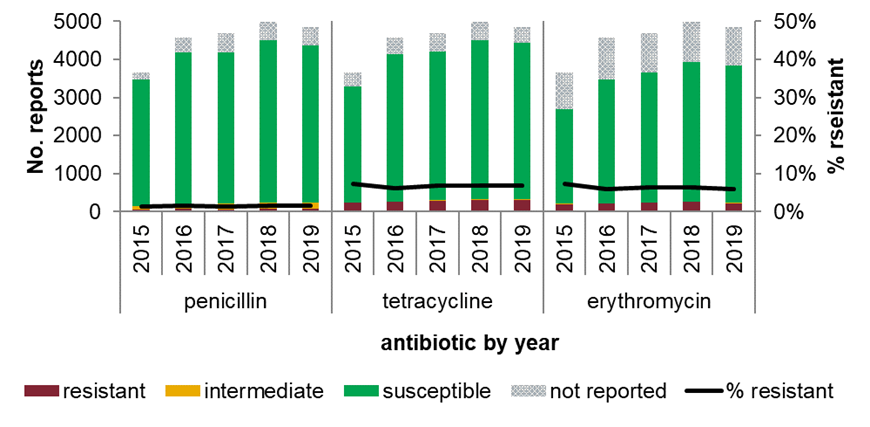 5000 50%
4000 40%
3000 30%
2000 20%
1000 10%
0 0%
No. reports
% rseistant
2015 2016 2017 2018 2019 2015 2016 2017 2018 2019 2015 2016 2017 2018 2019
penicillin tetracycline erythromycin
antibiotic by year
resistant intermediate susceptible not reported % resistant